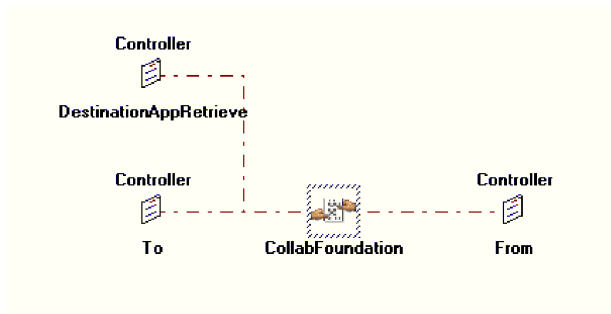 Controller
DestinationAppRetrieve
Controller
Controller
To
CollabFoundation
From